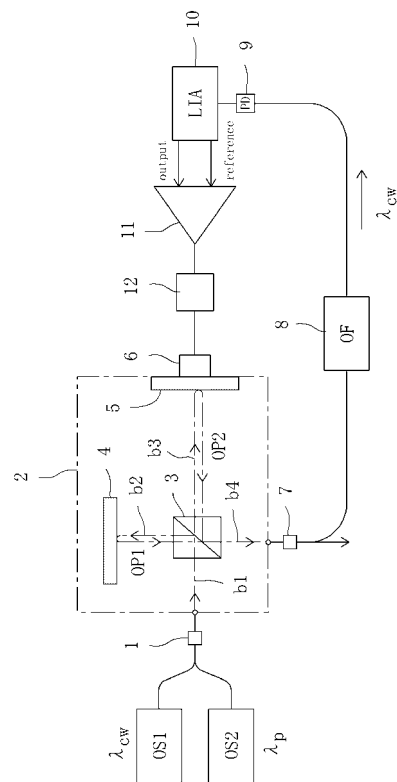 2
4
b2
OP1
3
b3
OP2
5
6
12
11
output
reference
LIA
10
PD
9
b1
b4
1
7
λcw
OS1
OS2
λp
8
OF
λcw